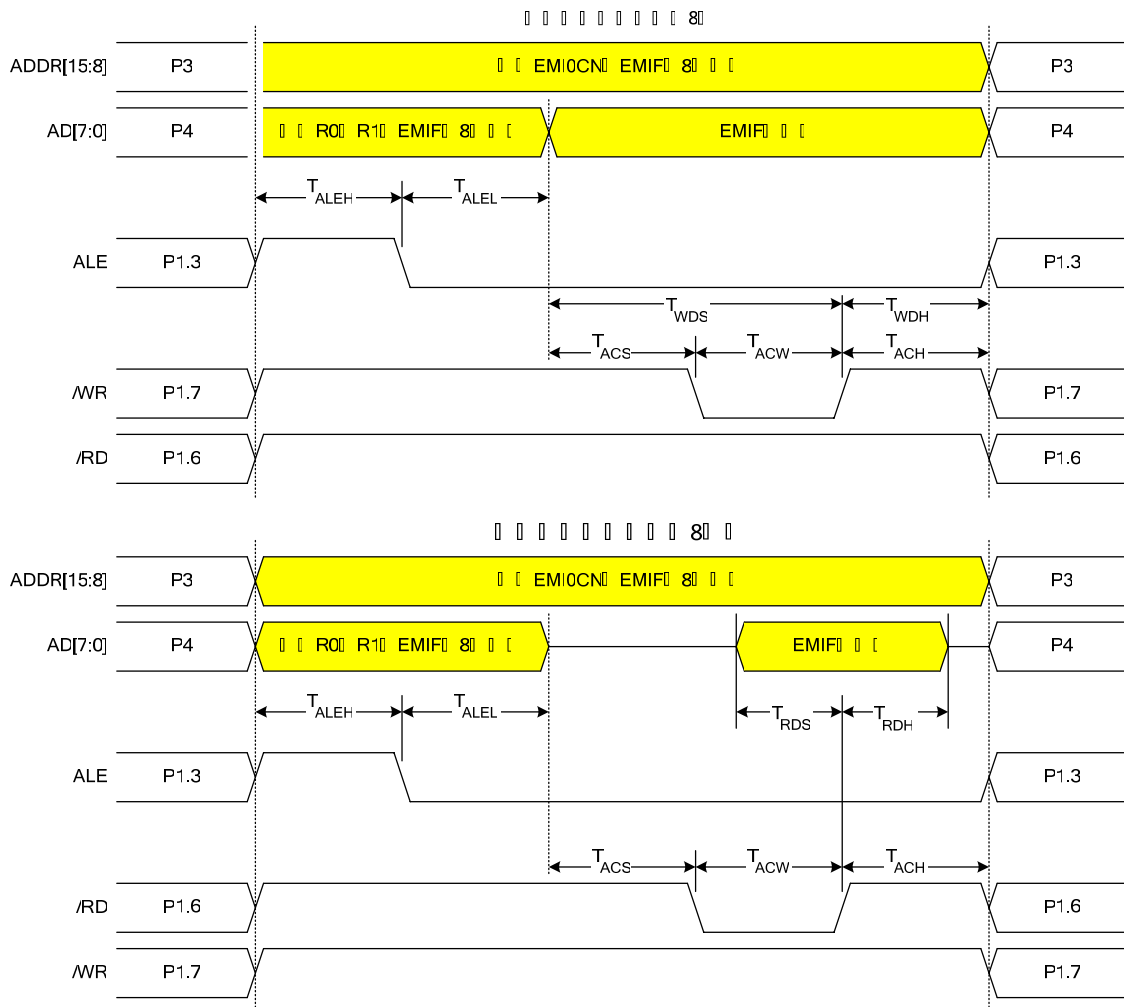 8
ADDR[15:8] P3 EMI0CN EMIF 8 P3
AD[7:0] P4 R0 R1 EMIF 8 EMIF P4
TALEH TALEL
ALE P1.3 P1.3
TWDS TWDH
TACS TACW TACH
/WR P1.7 P1.7
/RD P1.6 P1.6
8
ADDR[15:8] P3 EMI0CN EMIF 8 P3
AD[7:0] P4 R0 R1 EMIF 8 EMIF P4
TALEH TALEL TRDS TRDH
ALE P1.3 P1.3
TACS TACW TACH
/RD P1.6 P1.6
/WR P1.7 P1.7